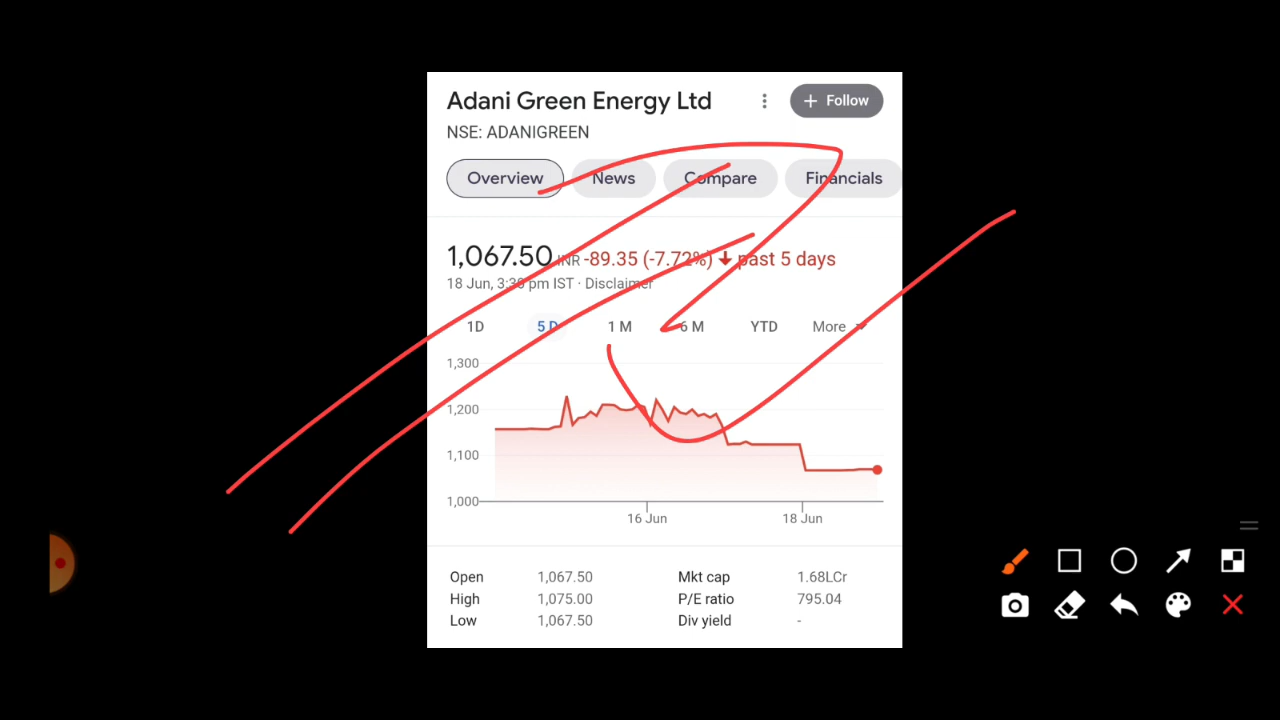 Adani Green Energy Ltd
+ Follow
NSE: ADANIGREEN
Overview News Compare Financials
1,067.50 INR -89.35 (-7.72%) ↓ past 5 days
18 Jun, 3:30 pm IST · Disclaimer
1D 5D 1M 6M YTD More
1,300
1,200
1,100
1,000
16 Jun 18 Jun
Open 1,067.50 Mkt cap 1.68LCr
High 1,075.00 P/E ratio 795.04
Low 1,067.50 Div yield -